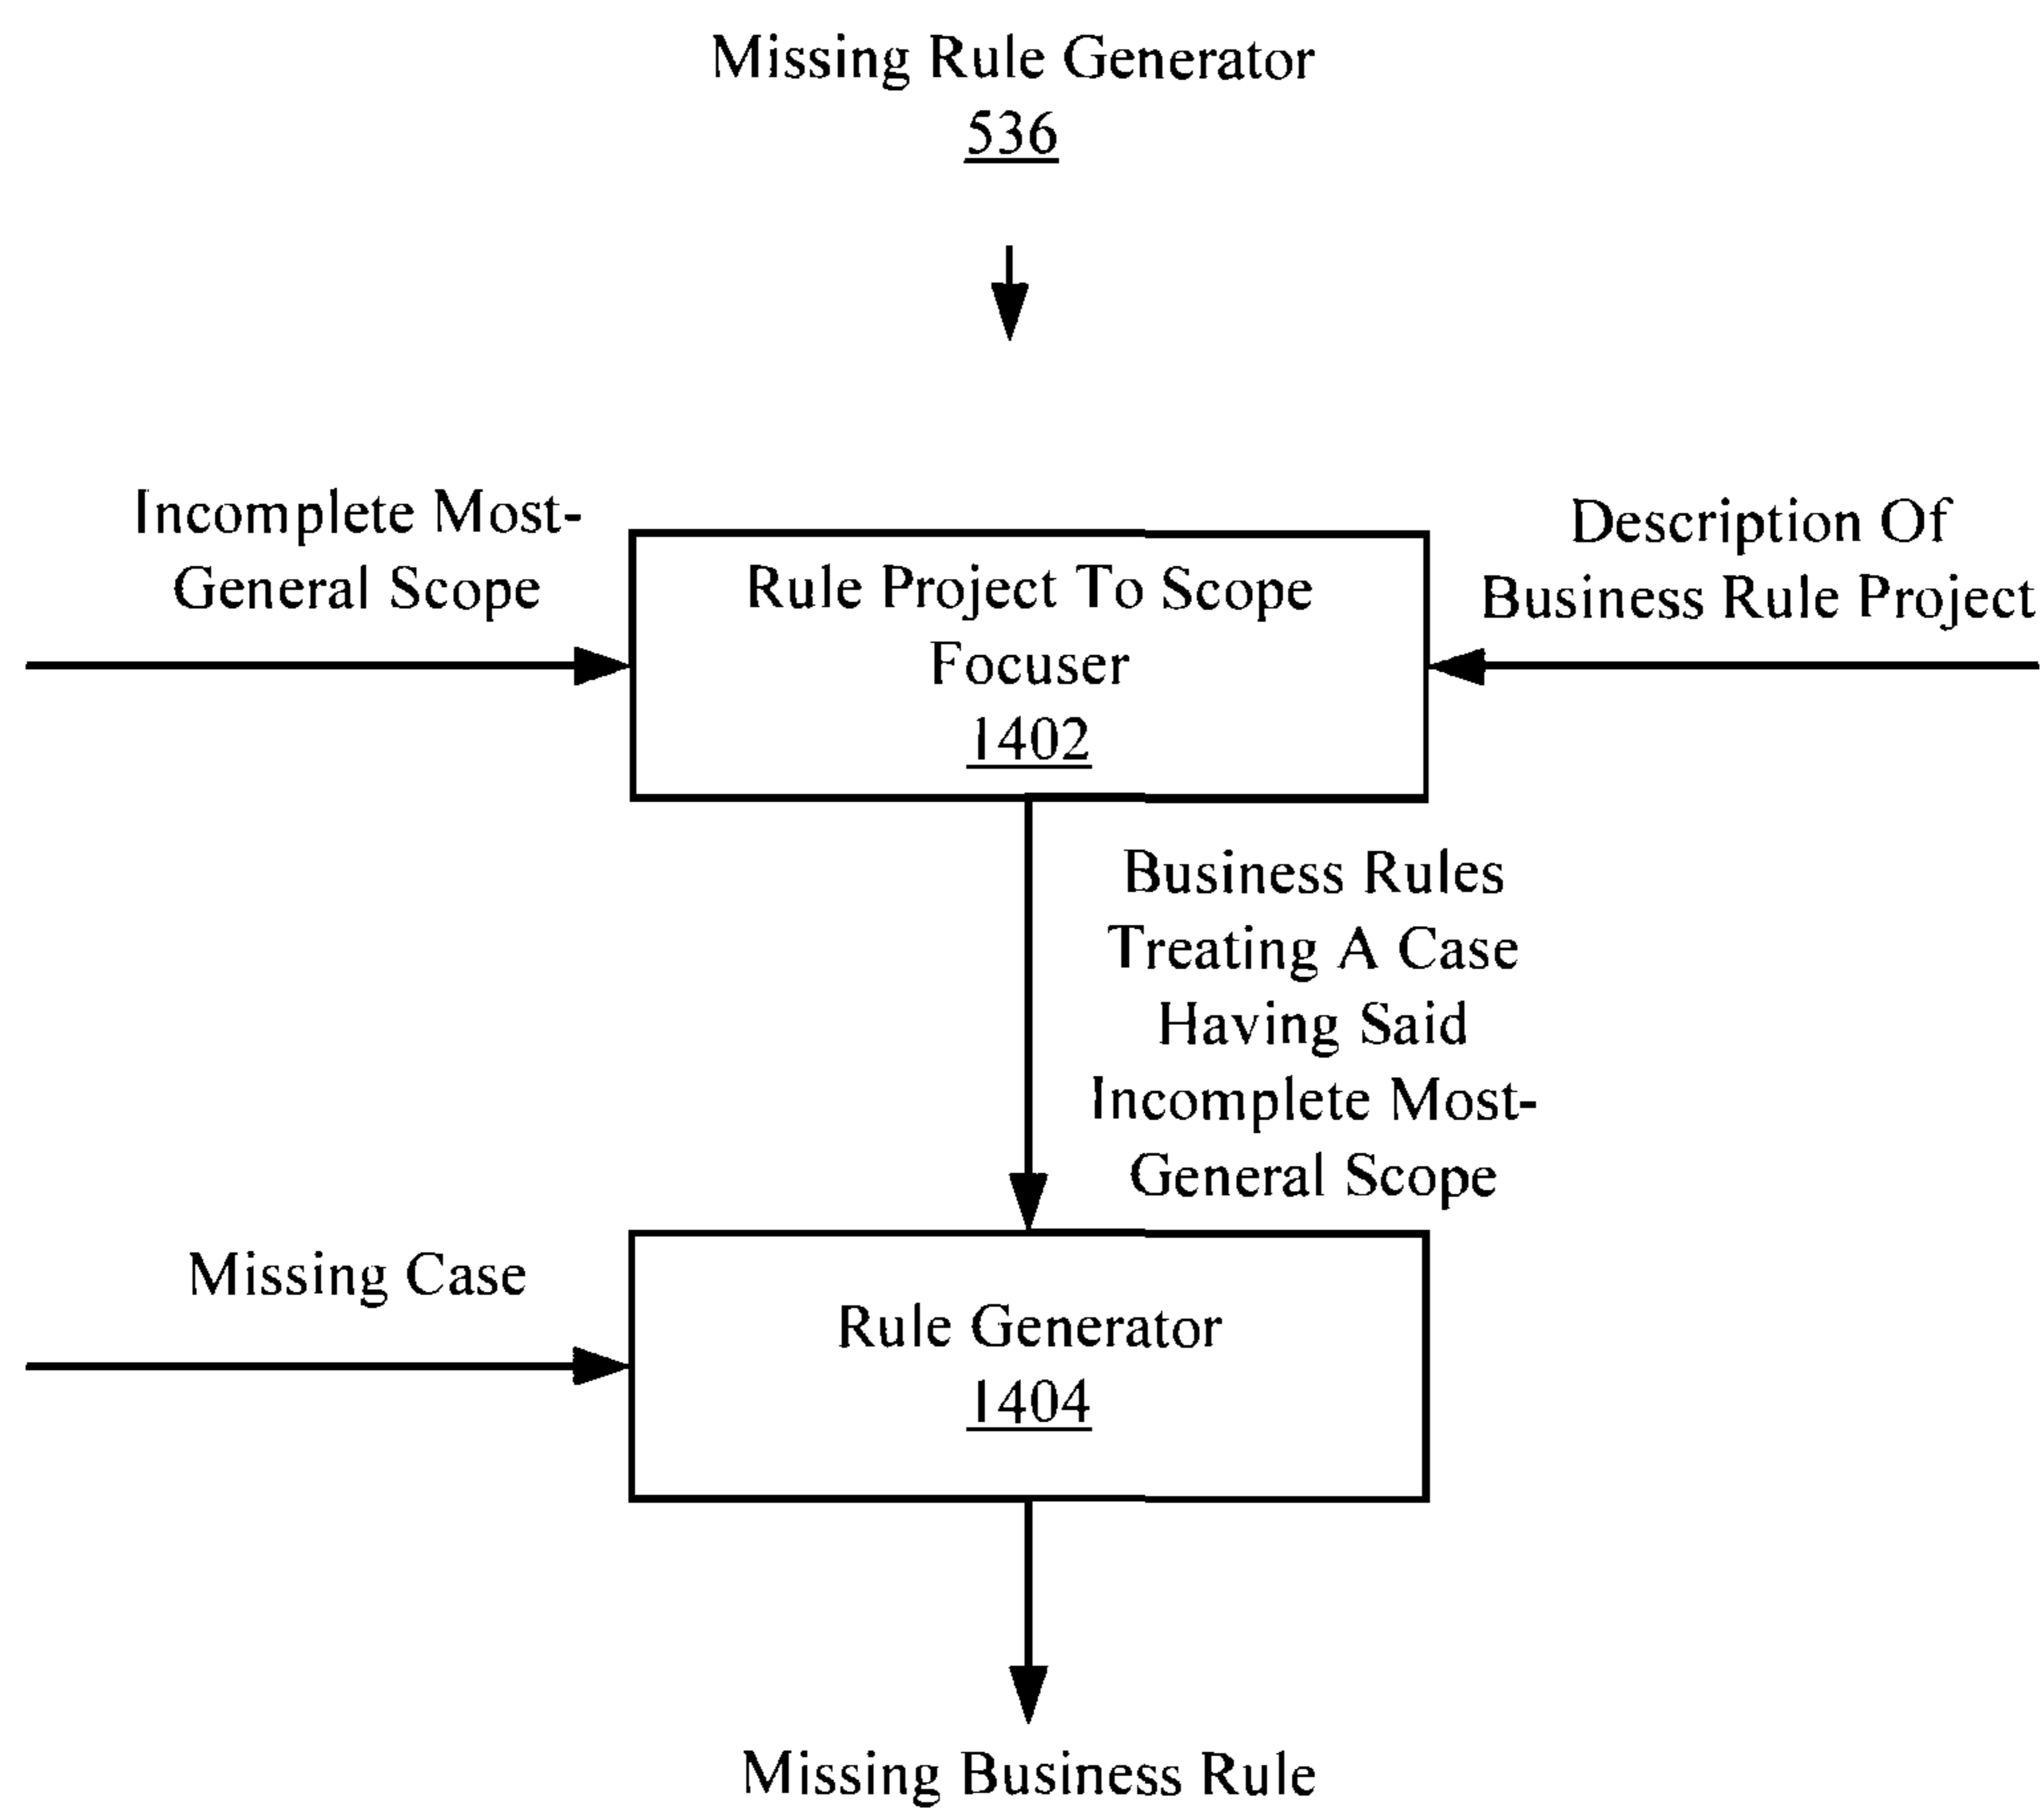 Missing Rule Generator
536
Incomplete Most-
General Scope
Description Of
Business Rule Project
Rule Project To Scope
Focuser
1402
Business Rules
Treating A Case
Having Said
Incomplete Most-
General Scope
Missing Case
Rule Generator
1404
Missing Business Rule